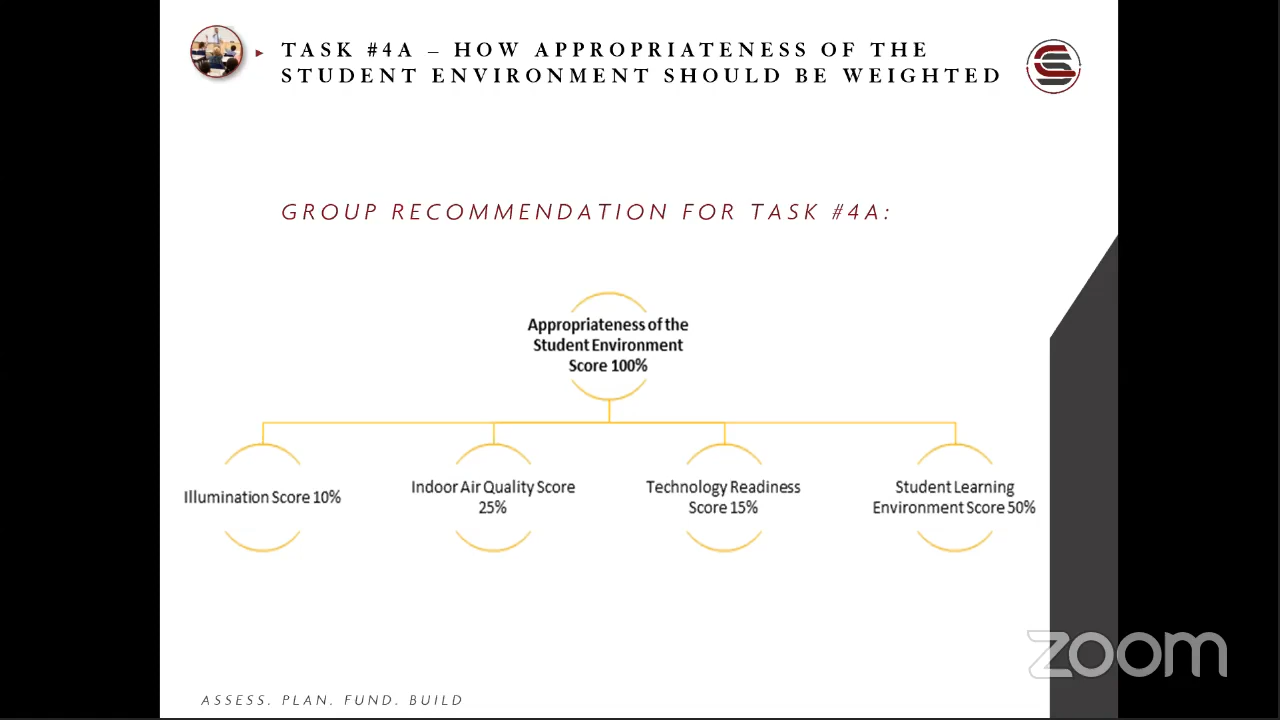 TASK #4A – HOW APPROPRIATENESS OF THE
STUDENT ENVIRONMENT SHOULD BE WEIGHTED
GROUP RECOMMENDATION FOR TASK #4A:
Appropriateness of the
Student Environment
Score 100%
Illumination Score 10%
Indoor Air Quality Score
25%
Technology Readiness
Score 15%
Student Learning
Environment Score 50%
zoom
ASSESS. PLAN. FUND. BUILD